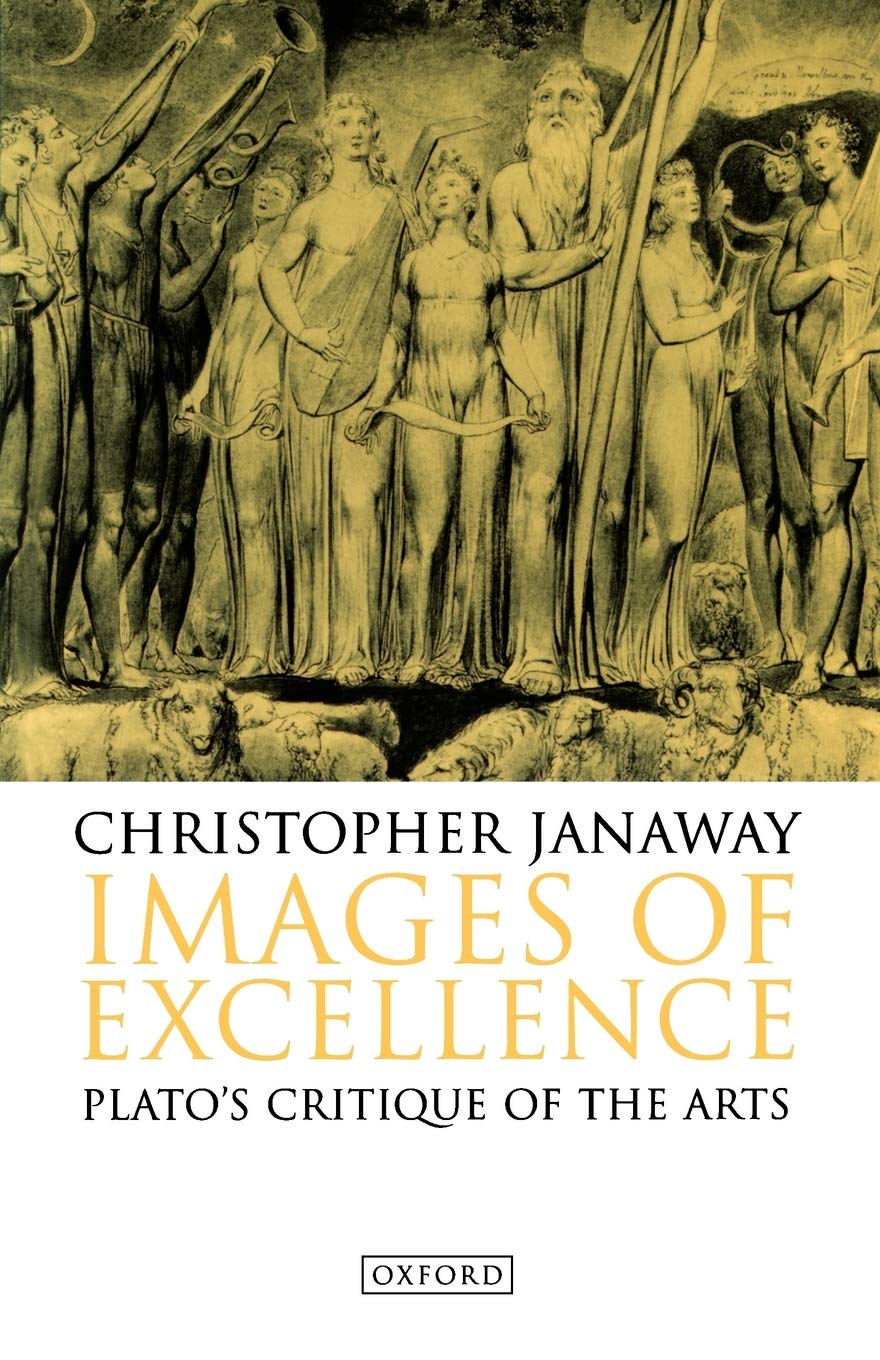 CHRISTOPHER JANAWAY
IMAGES OF
EXCELLENCE
PLATO'S CRITIQUE OF THE ARTS
OXFORD